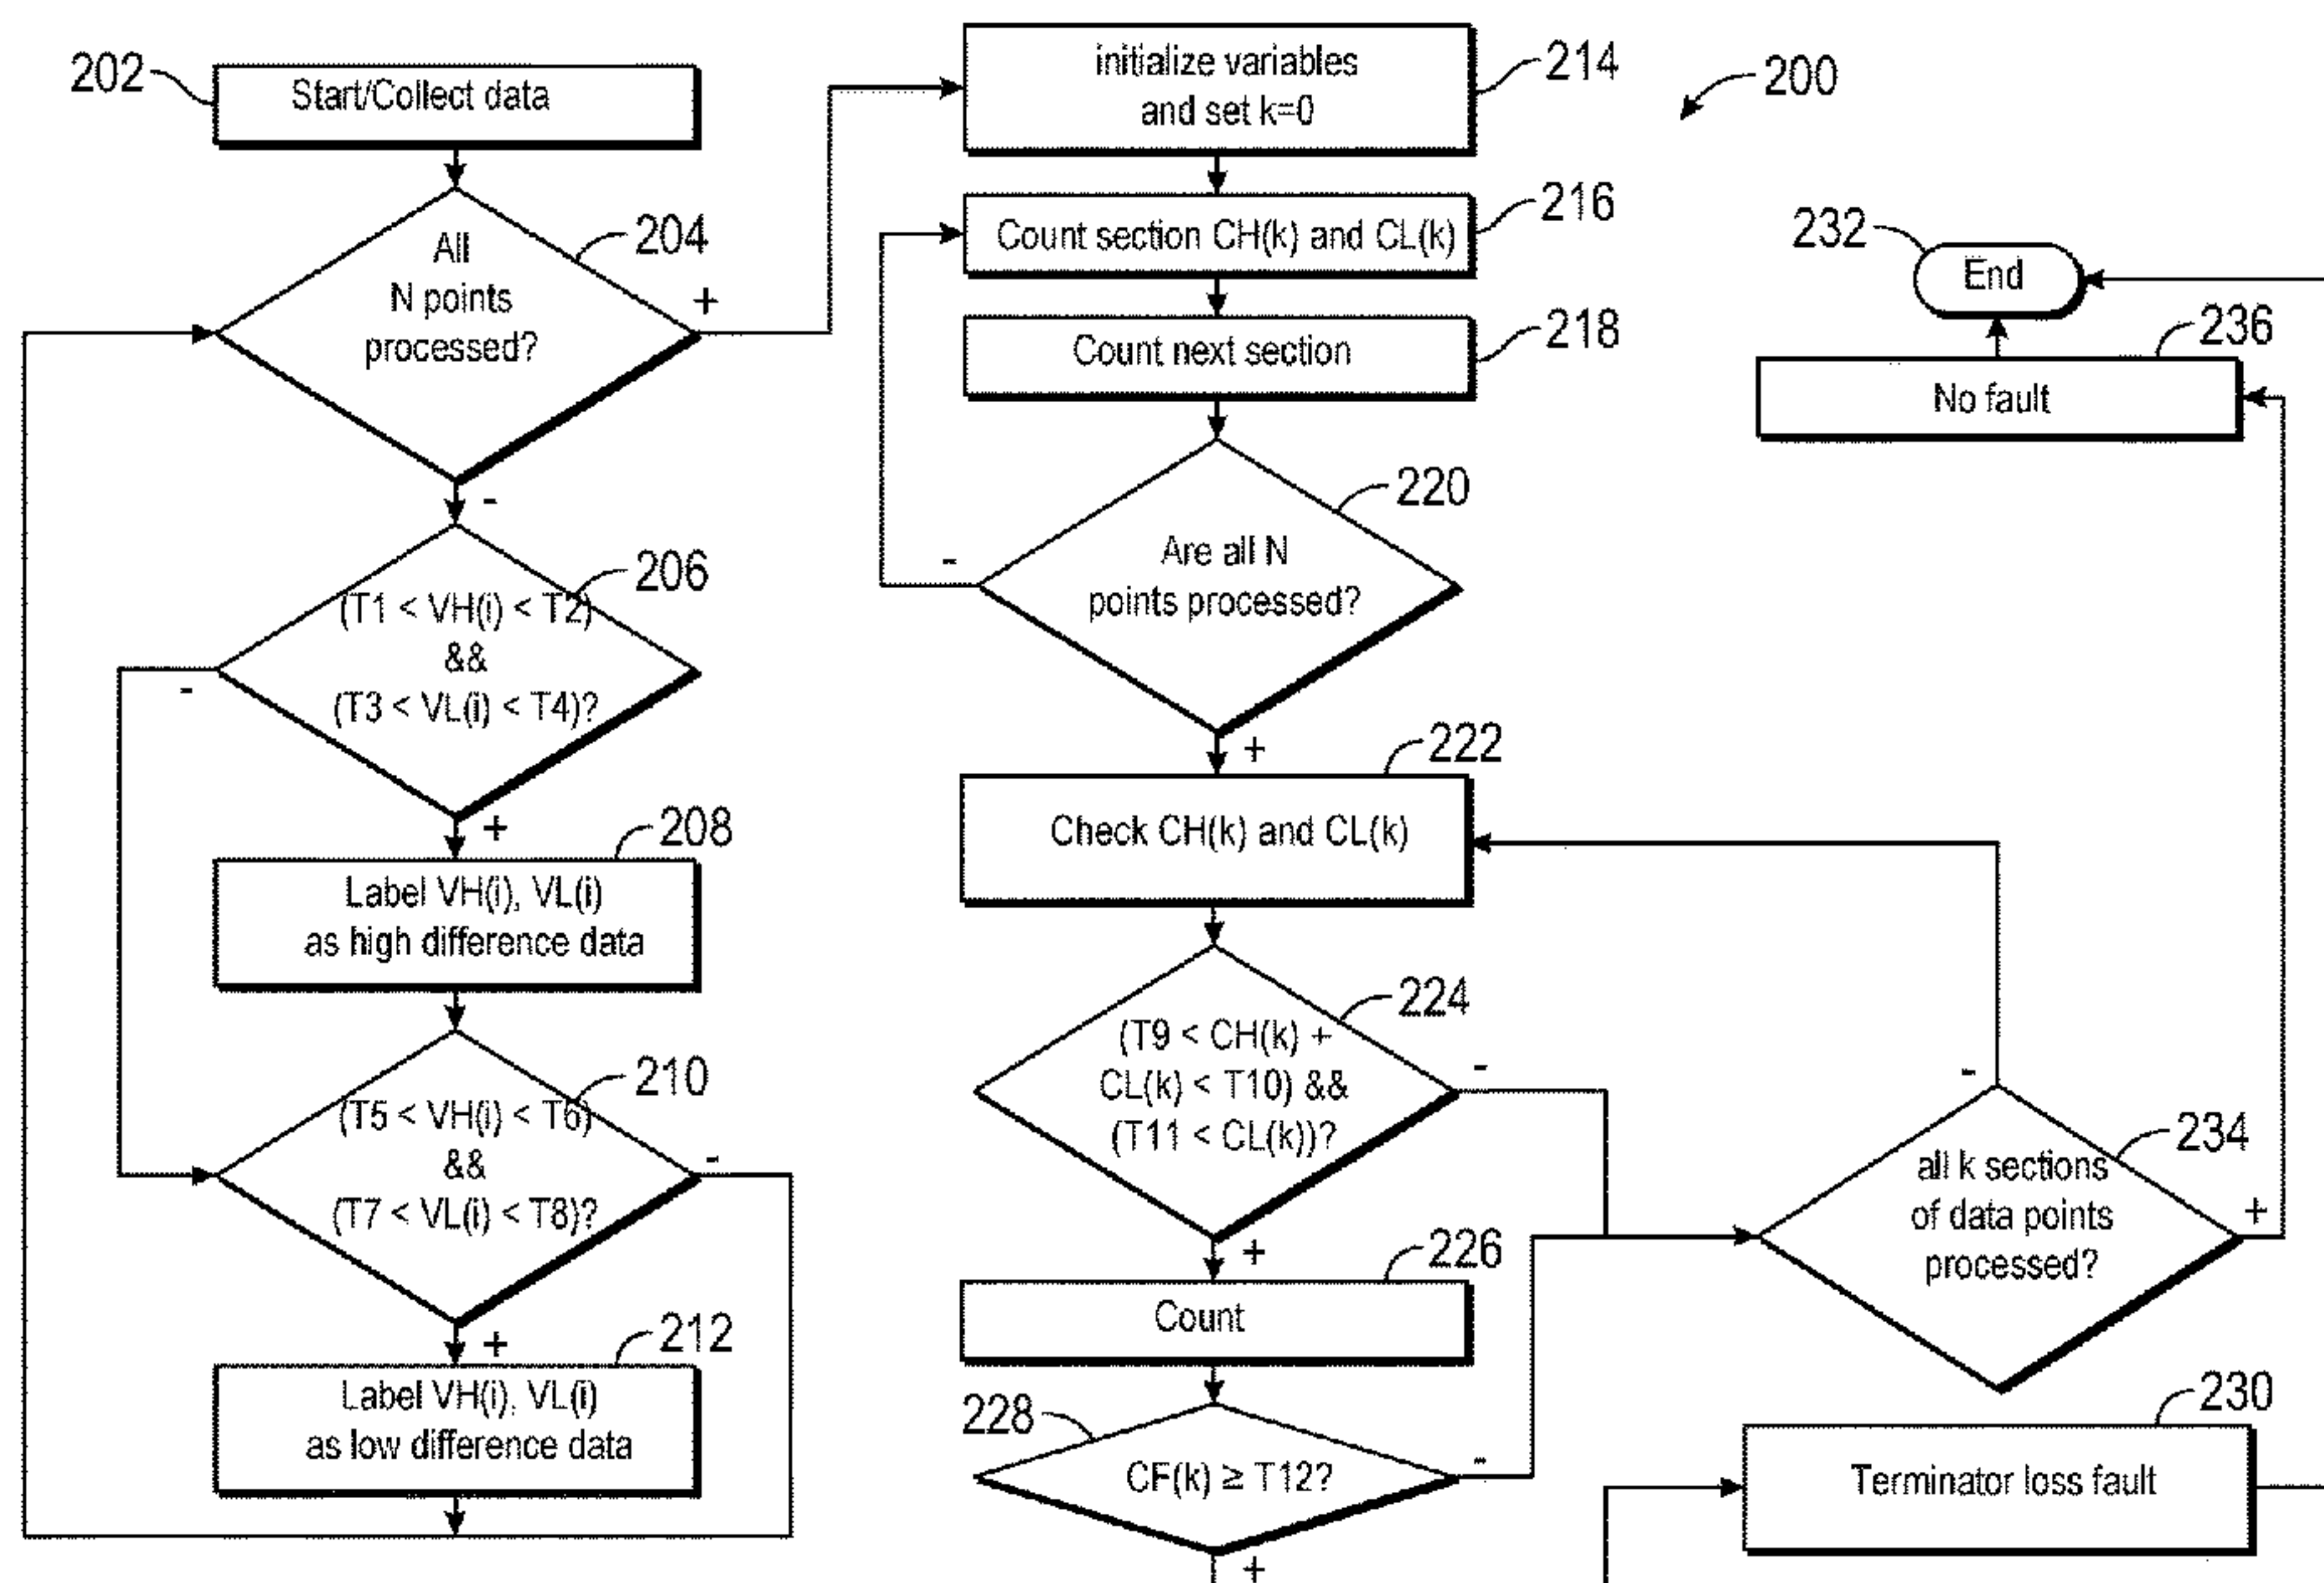 202
Start/Collect data
204
All
N points
processed?
+
-
206
(T1 < VH(i) < T2)
&&
(T3 < VL(i) < T4)?
-
+
208
Label VH(i), VL(i)
as high difference data
210
(T5 < VH(i) < T6)
&&
(T7 < VL(i) < T8)?
-
+
212
Label VH(i), VL(i)
as low difference data
214
initialize variables
and set k=0
216
Count section CH(k) and CL(k)
218
Count next section
220
Are all N
points processed?
-
+
222
Check CH(k) and CL(k)
224
(T9 < CH(k) +
CL(k) < T10) &&
(T11 < CL(k))?
-
+
226
Count
228
CF(k) ≥ T12?
-
+
200
232
End
236
No fault
234
all k sections
of data points
processed?
-
+
230
Terminator loss fault